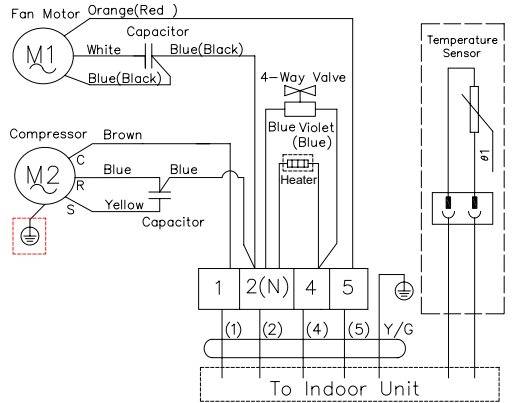 Fan Motor Orange(Red )
Capacitor
M1 White Blue(Black)
Blue(Black)
4-Way Valve
Temperature
Sensor
Compressor Brown
Blue Violet
(Blue)
C
M2 R Blue Blue
Heater
θ1
S Yellow Capacitor
1 2(N) 4 5
(1) (2) (4) (5) Y/G
To Indoor Unit